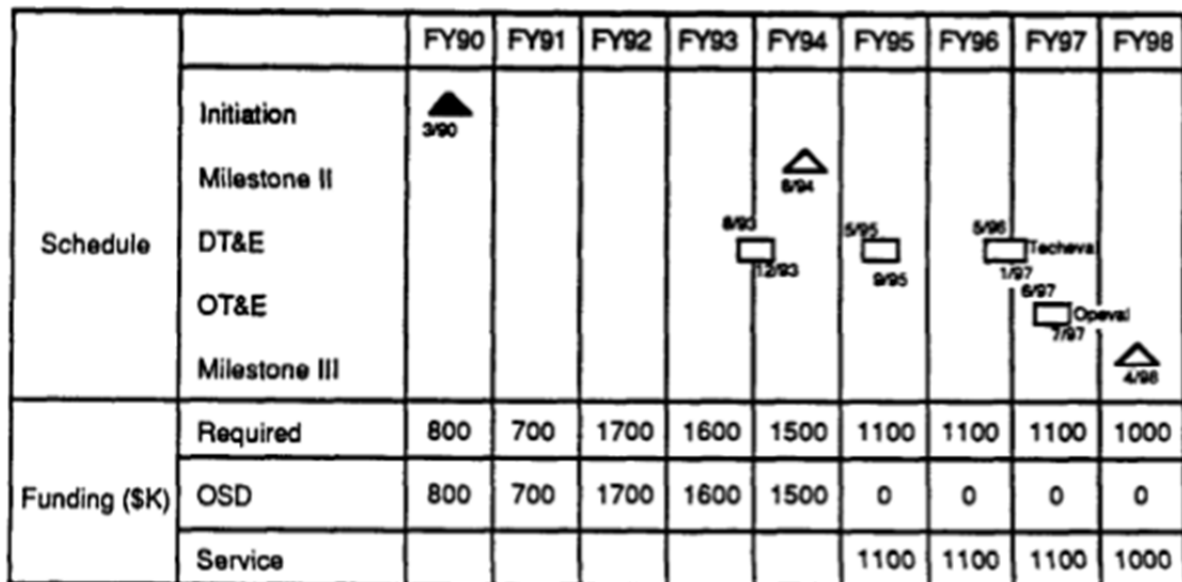 FY90 FY91 FY92 FY93 FY94 FY95 FY96 FY97 FY98
Initiation
3/90
Milestone II
8/94
Schedule
DT&E
8/93
12/93
5/95
9/95
5/96
Techeval
1/97
OT&E
6/97
Opeval
7/97
Milestone III
4/98
Funding ($K)
Required 800 700 1700 1600 1500 1100 1100 1100 1000
OSD 800 700 1700 1600 1500 0 0 0 0
Service 1100 1100 1100 1000